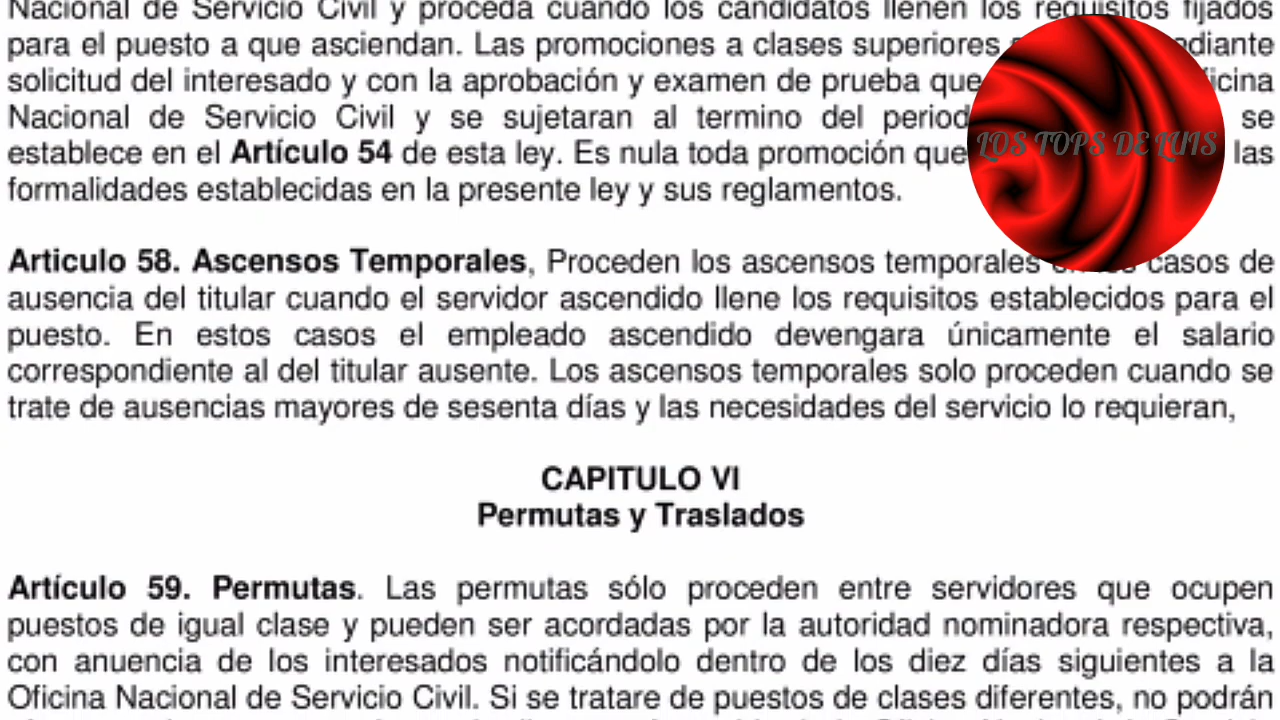 Nacional de Servicio Civil y proceda cuando los candidatos llenen los requisitos fijados
para el puesto a que asciendan. Las promociones a clases superiores
solicitud del interesado y con la aprobación y examen de prueba que
Nacional de Servicio Civil y se sujetaran al termino del period se
establece en el Artículo 54 de esta ley. Es nula toda promoción que las
formalidades establecidas en la presente ley y sus reglamentos.
LOS TOPS DE LUIS
Articulo 58. Ascensos Temporales, Proceden los ascensos temporales casos de
ausencia del titular cuando el servidor ascendido llene los requisitos establecidos para el
puesto. En estos casos el empleado ascendido devengara únicamente el salario
correspondiente al del titular ausente. Los ascensos temporales solo proceden cuando se
trate de ausencias mayores de sesenta días y las necesidades del servicio lo requieran,
CAPITULO VI
Permutas y Traslados
Artículo 59. Permutas. Las permutas sólo proceden entre servidores que ocupen
puestos de igual clase y pueden ser acordadas por la autoridad nominadora respectiva,
con anuencia de los interesados notificándolo dentro de los diez días siguientes a la
Oficina Nacional de Servicio Civil. Si se tratare de puestos de clases diferentes, no podrán